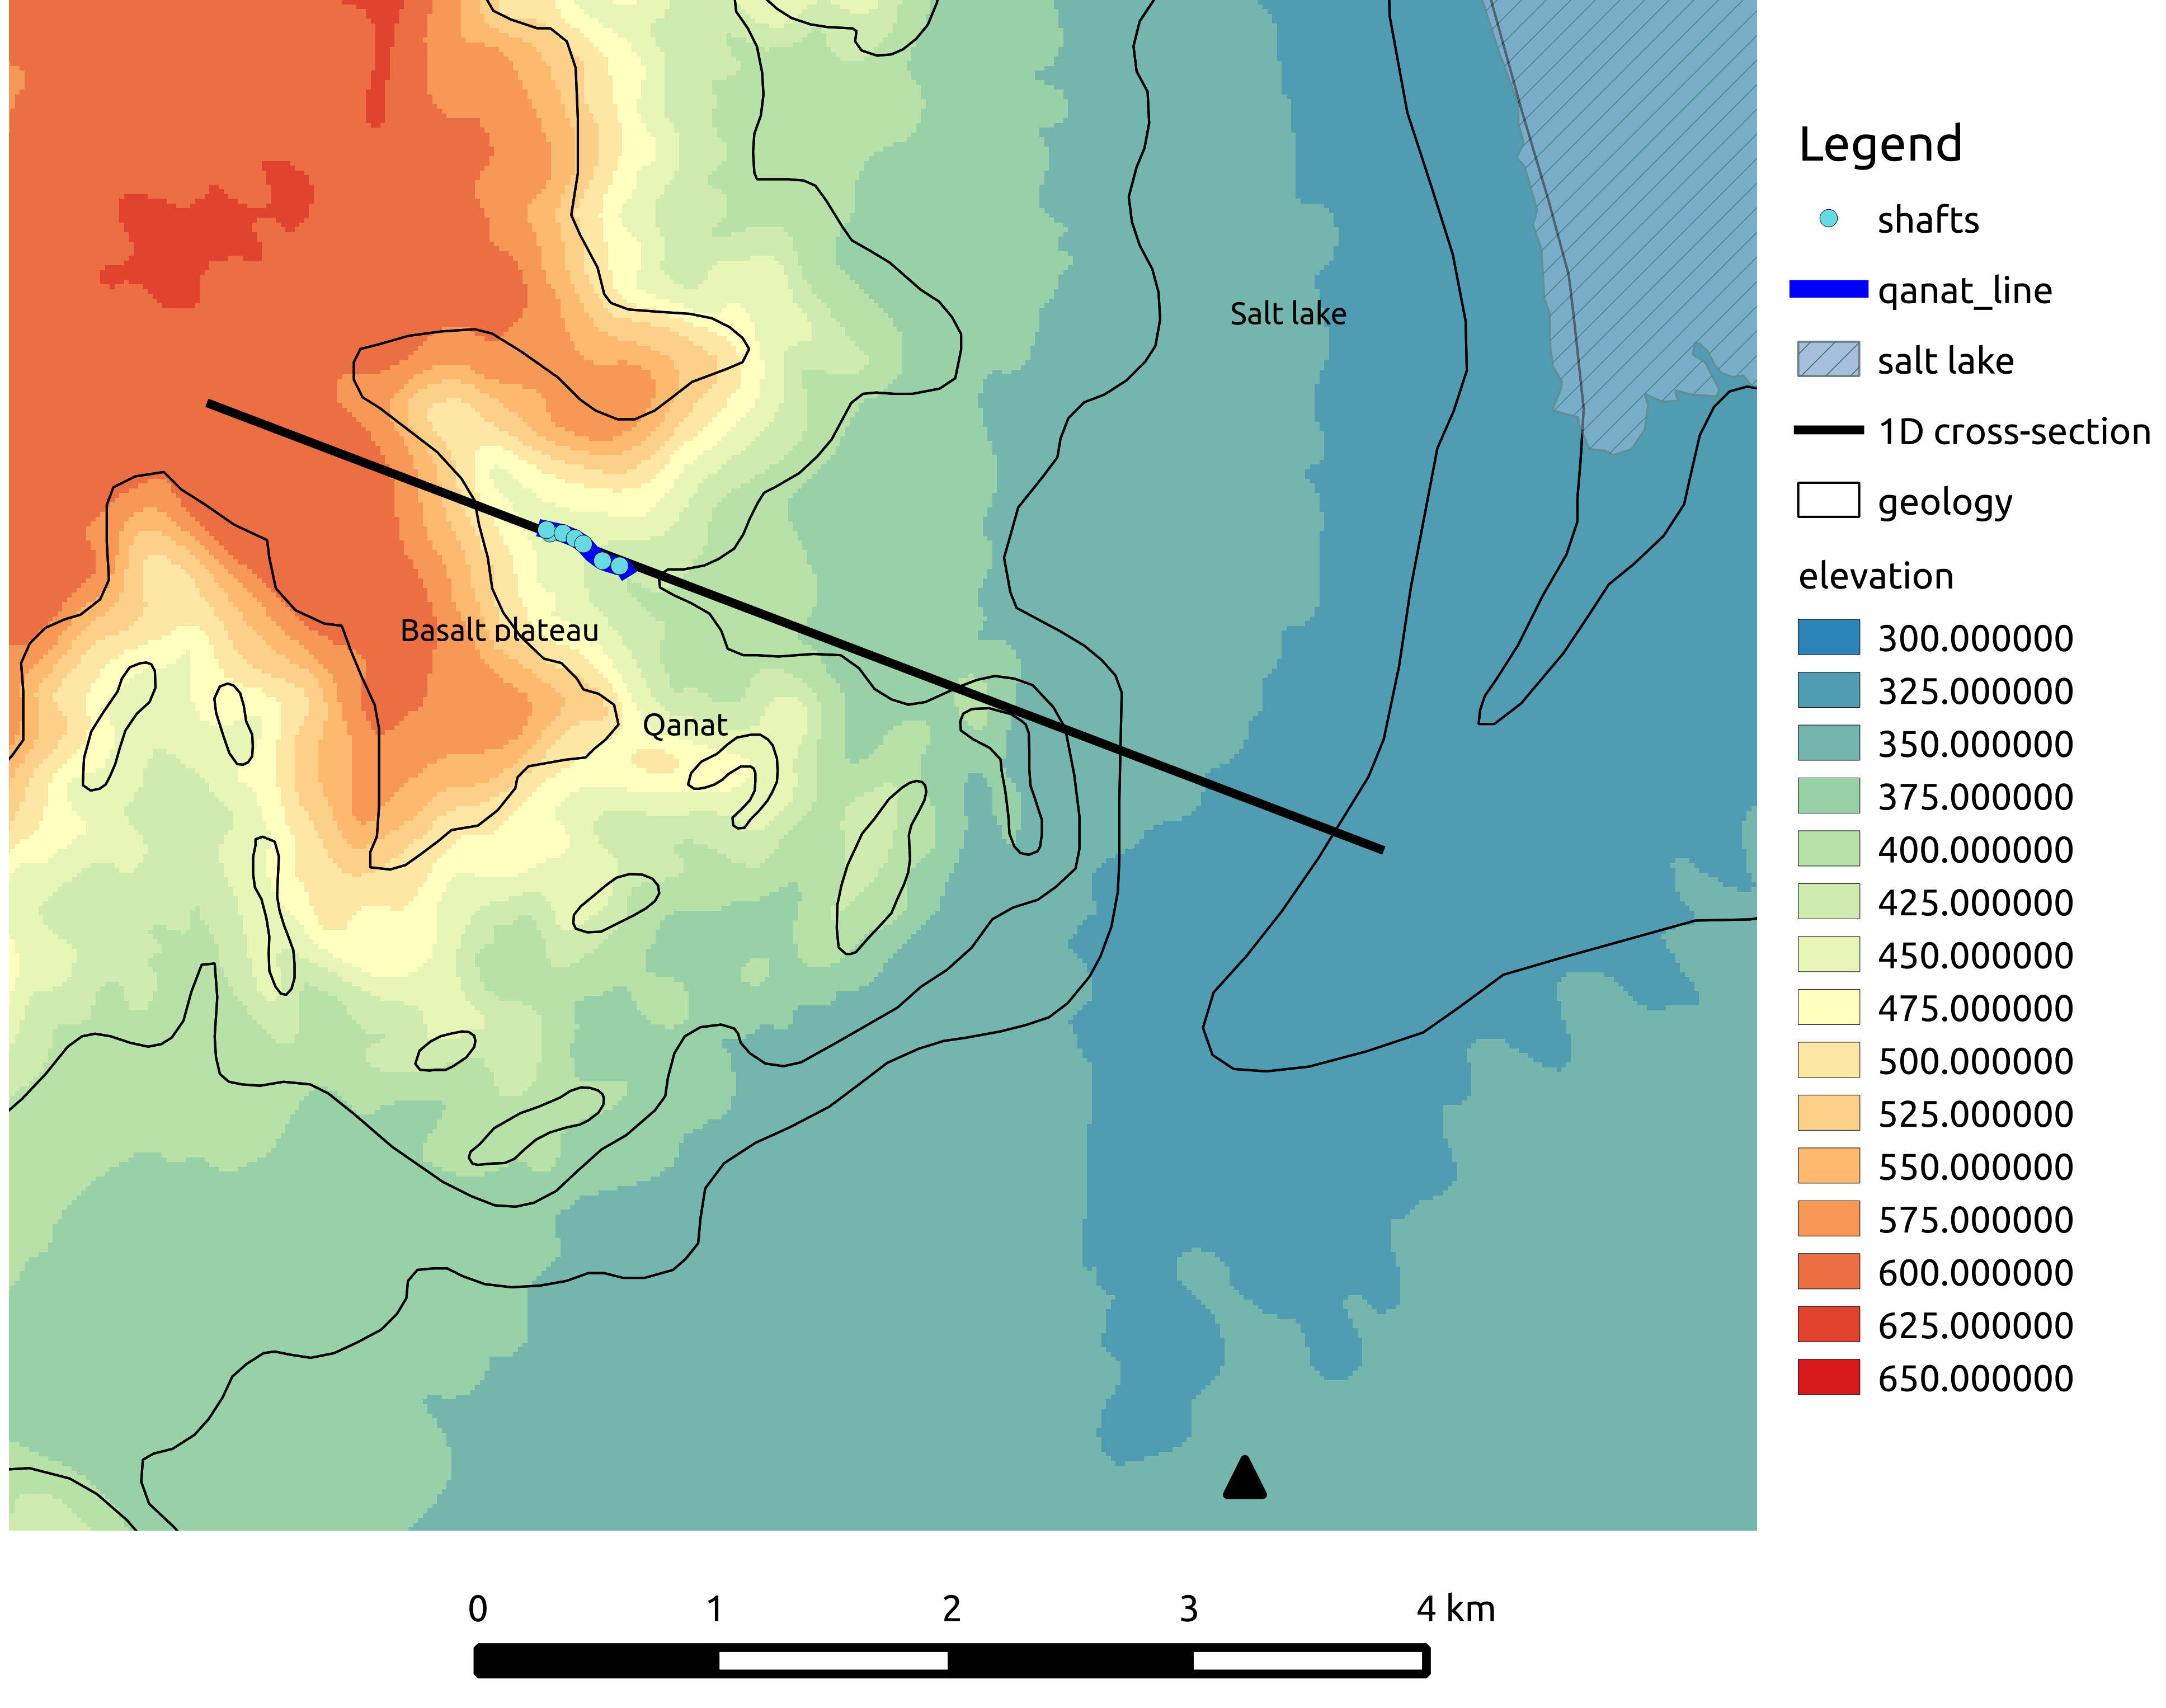 Salt lake
Basalt plateau
Qanat
Legend
shafts
qanat_line
salt lake
1D cross-section
geology
elevation
300.000000
325.000000
350.000000
375.000000
400.000000
425.000000
450.000000
475.000000
500.000000
525.000000
550.000000
575.000000
600.000000
625.000000
650.000000
0 1 2 3 4 km